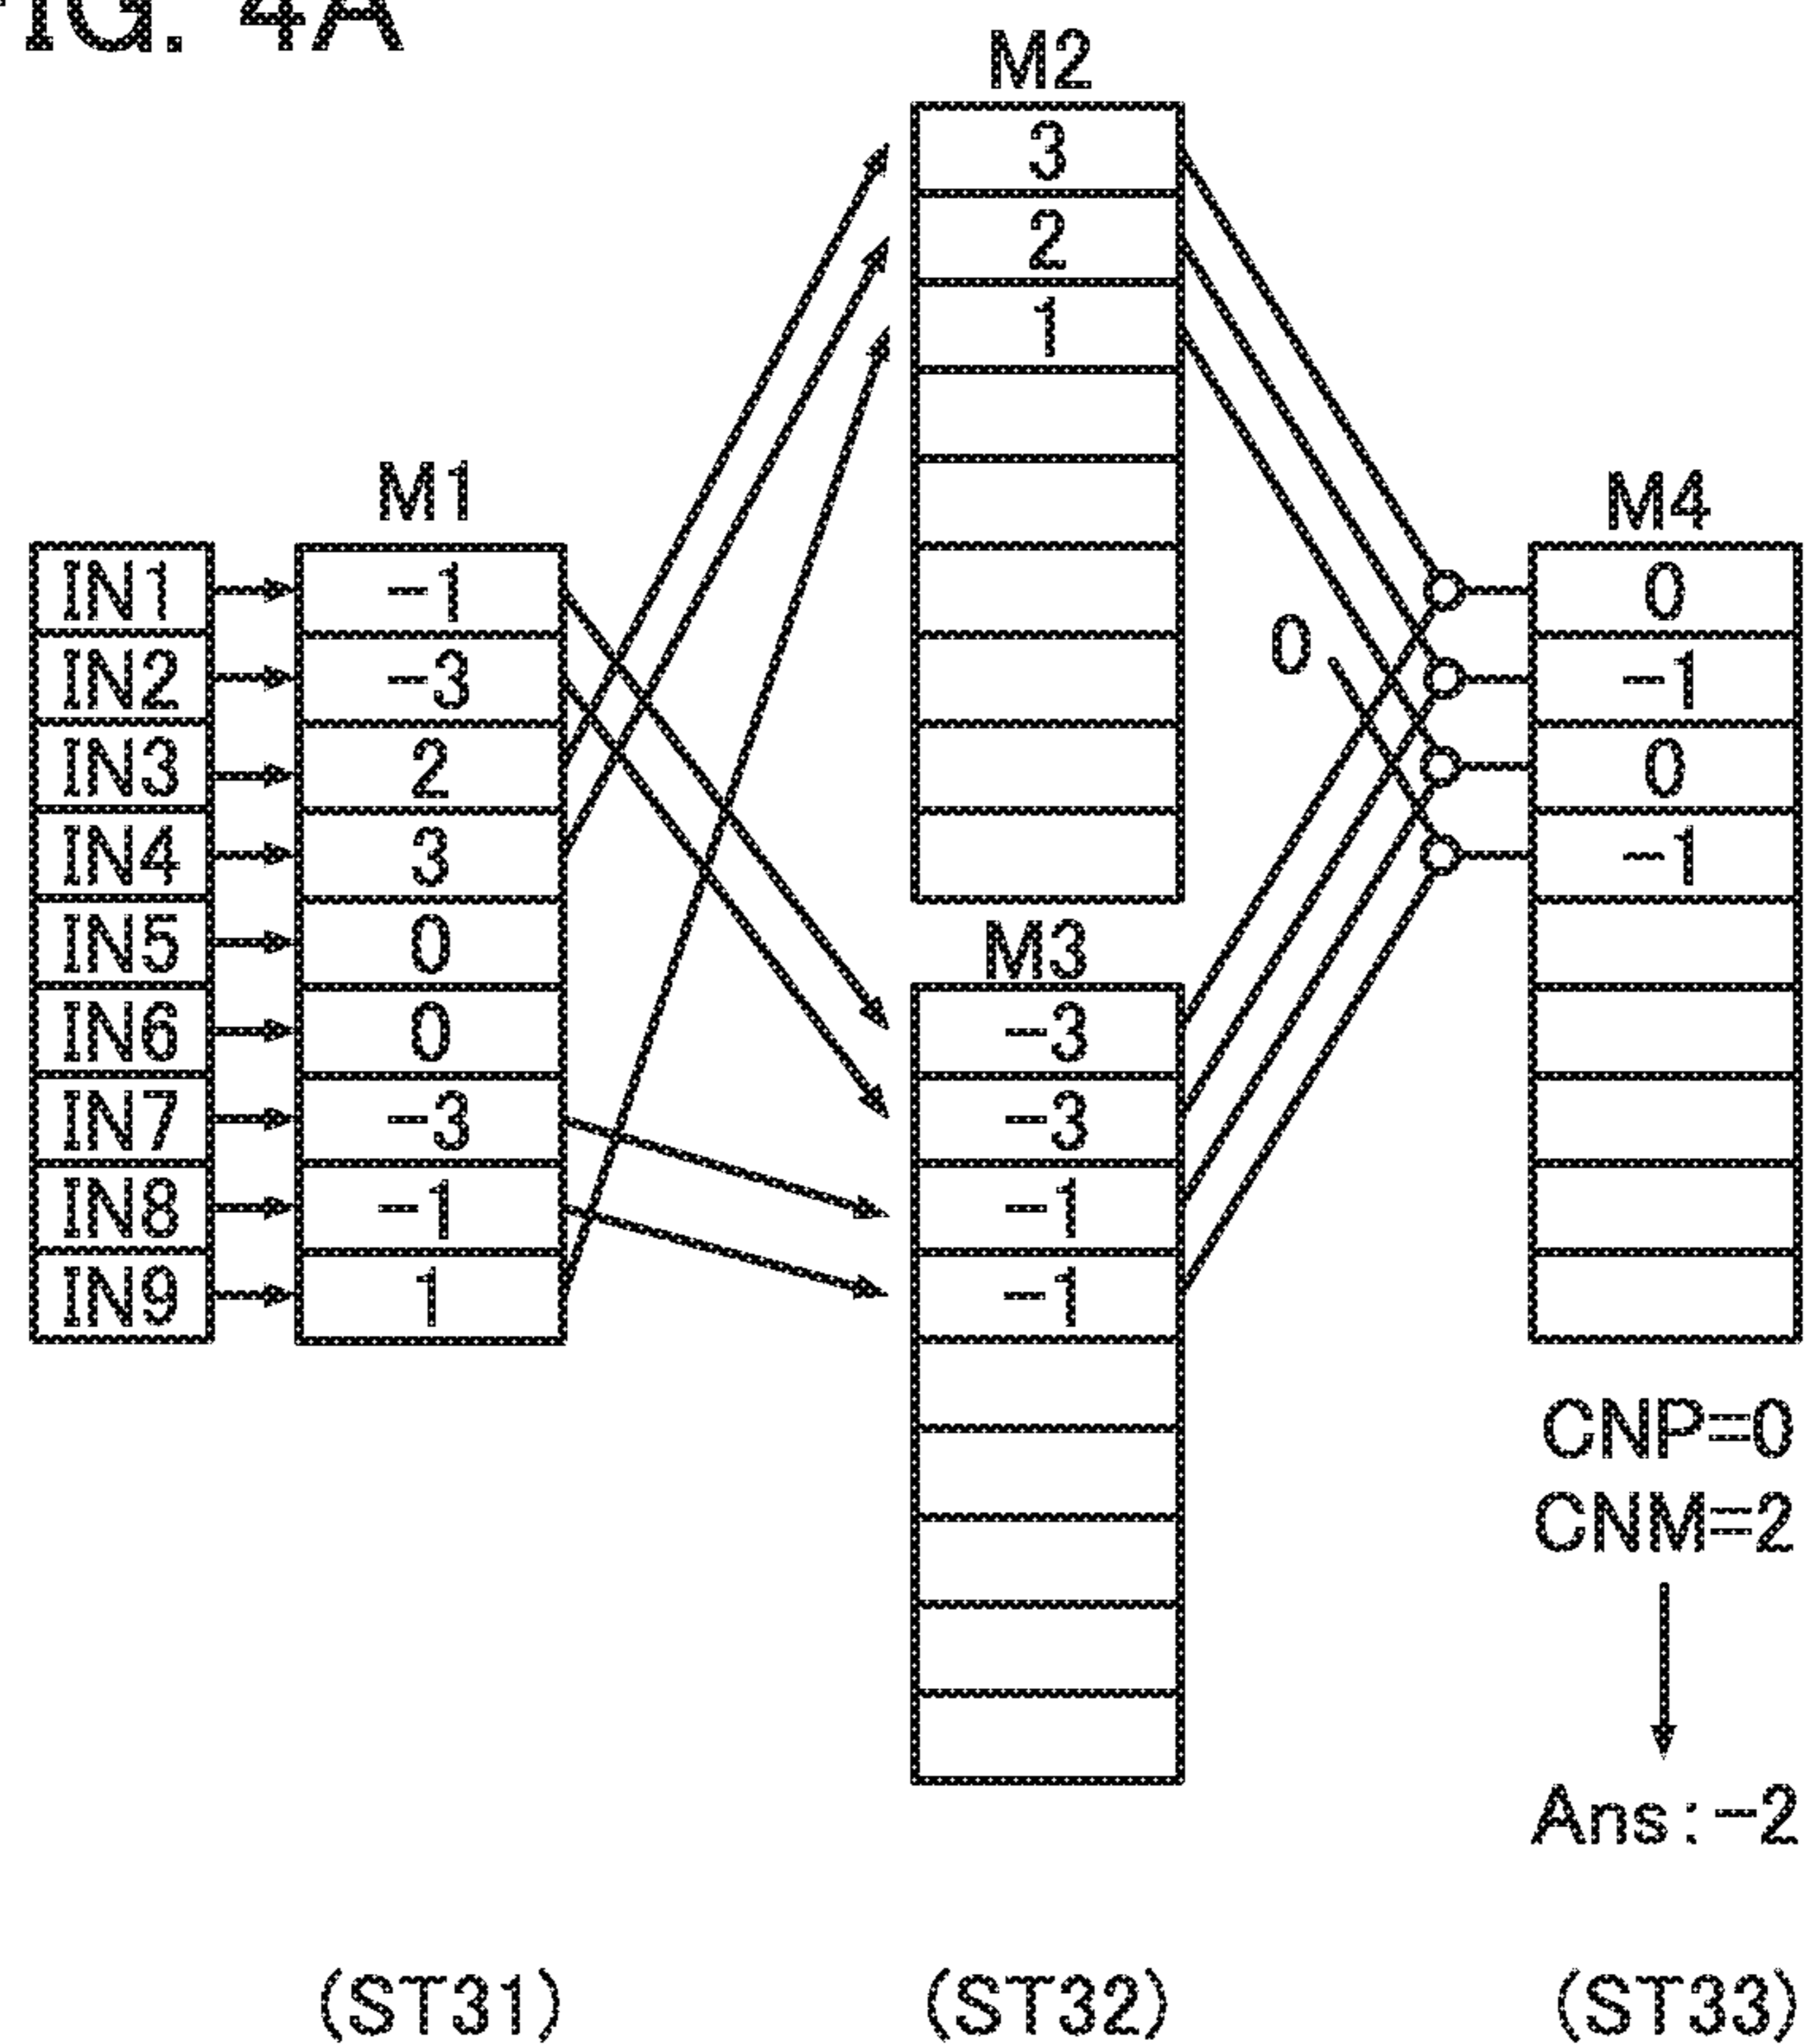 FIG. 4A
M2
3
2
1
M1
M4
IN1 -1 0
IN2 -3 0 -1
IN3 2 0
IN4 3 -1
IN5 0 M3
IN6 0 -3
IN7 -3 -3
IN8 -1 -1
IN9 1 -1
CNP=0
CNM=2
Ans:-2
(ST31) (ST32) (ST33)